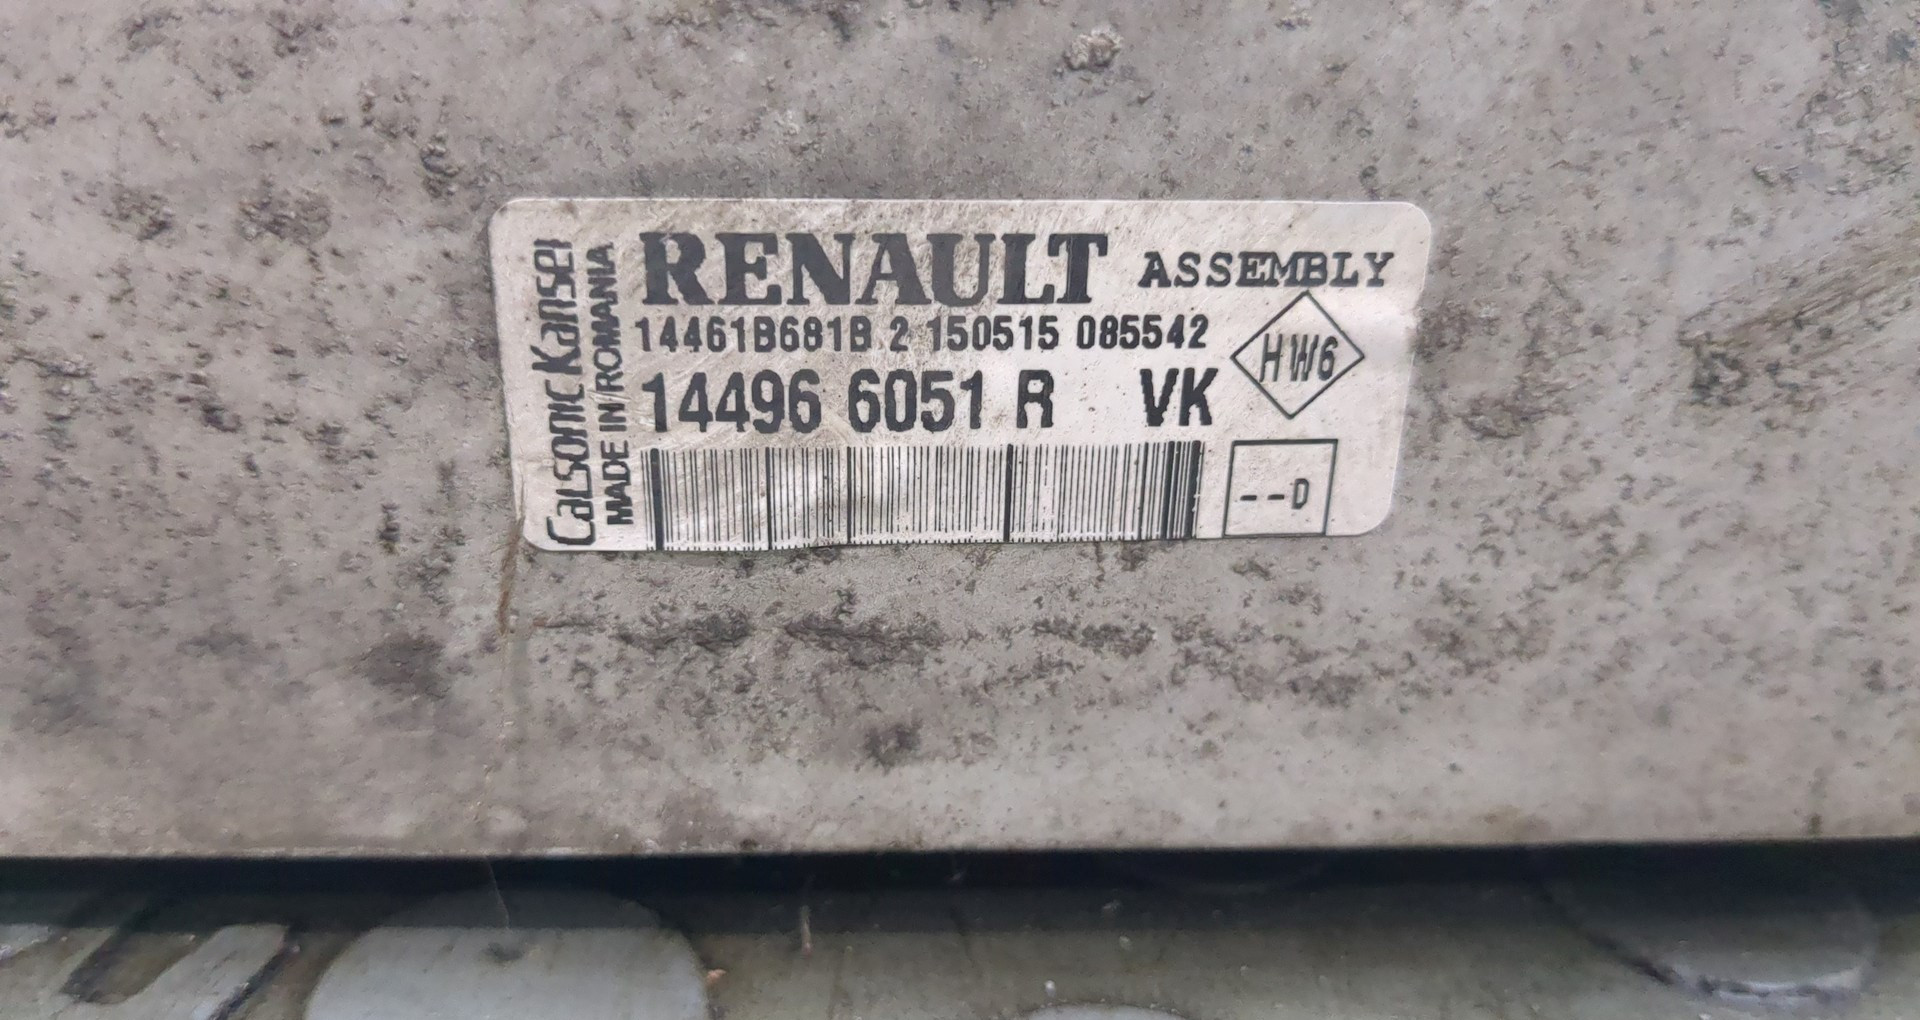 Calsonic Kansei
MADE IN/ROMANIA
RENAULT ASSEMBLY
14461B681B 2 150515 085542
14496 6051 R VK
HW6
--D